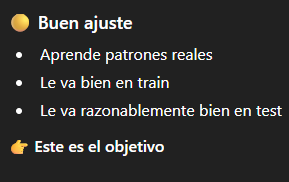 🟡 Buen ajuste
• Aprende patrones reales
• Le va bien en train
• Le va razonablemente bien en test
👉 Este es el objetivo